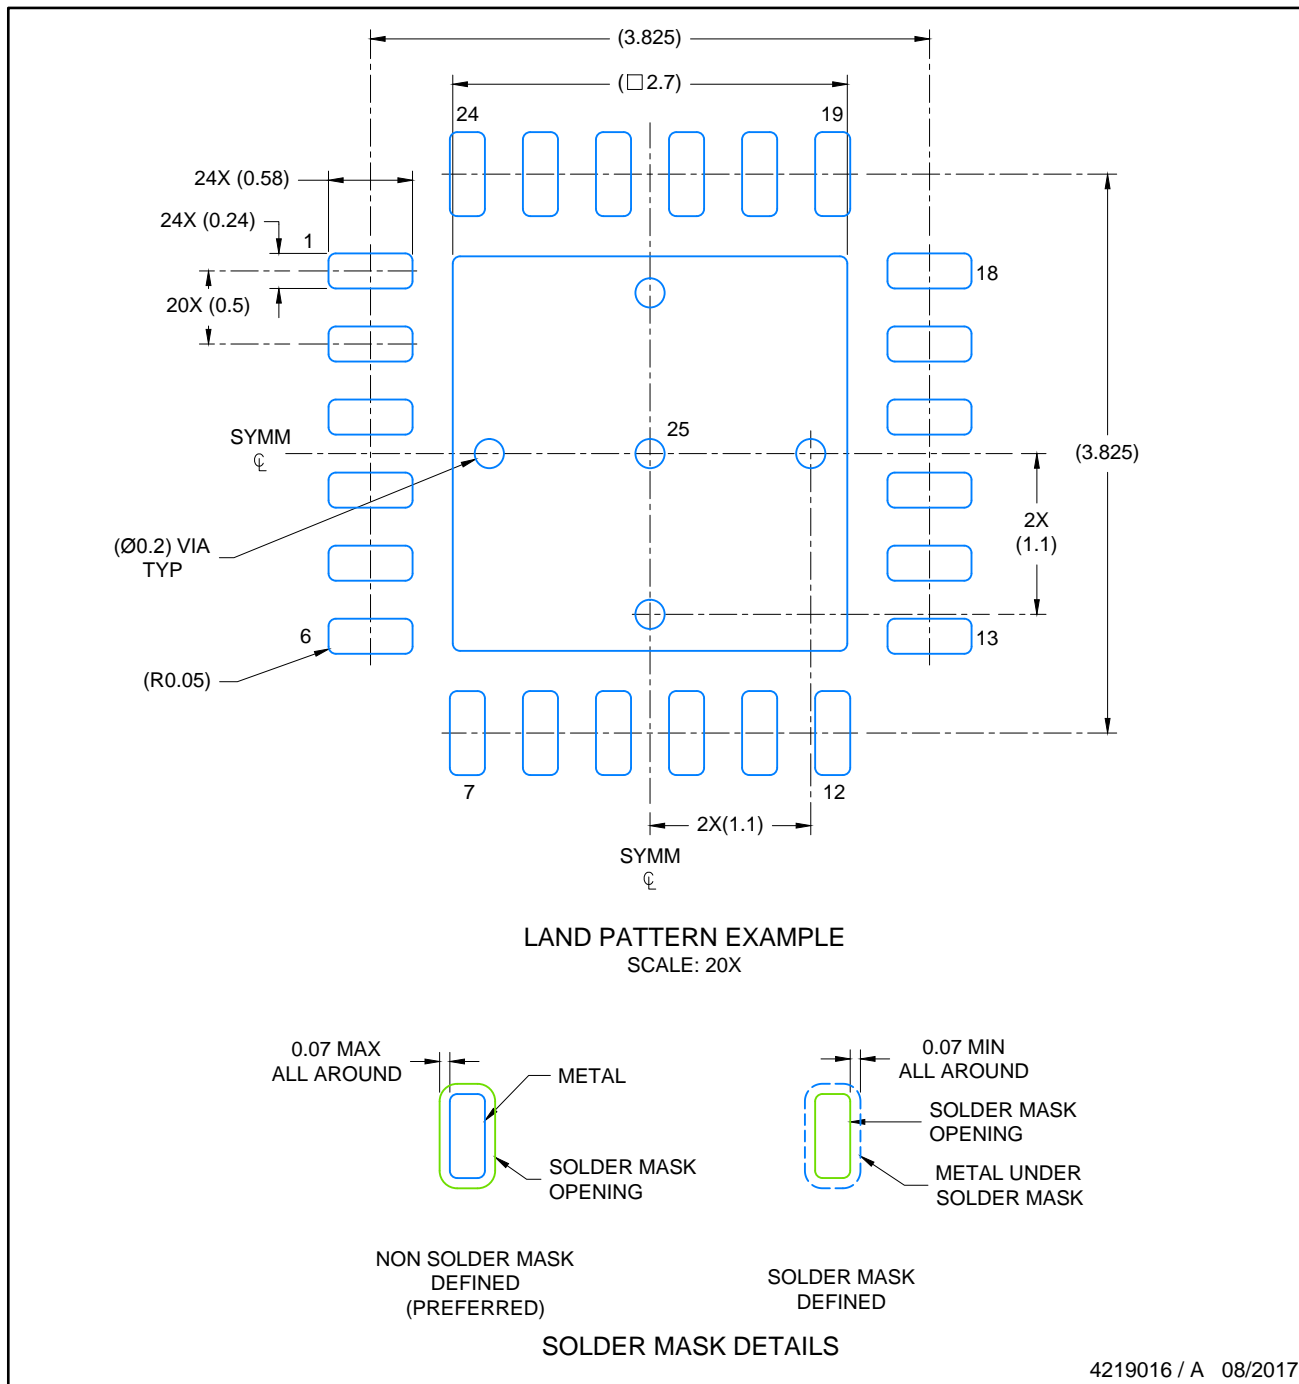 (3.825)
(□2.7)
24
19
24X (0.58)
24X (0.24)
1
18
20X (0.5)
SYMM
℄
25
(3.825)
2X
(1.1)
(Ø0.2) VIA
TYP
6
13
(R0.05)
7
12
2X(1.1)
SYMM
℄
LAND PATTERN EXAMPLE
SCALE: 20X
0.07 MAX
ALL AROUND
METAL
SOLDER MASK
OPENING
0.07 MIN
ALL AROUND
SOLDER MASK
OPENING
METAL UNDER
SOLDER MASK
NON SOLDER MASK
DEFINED
(PREFERRED)
SOLDER MASK
DEFINED
SOLDER MASK DETAILS
4219016 / A 08/2017